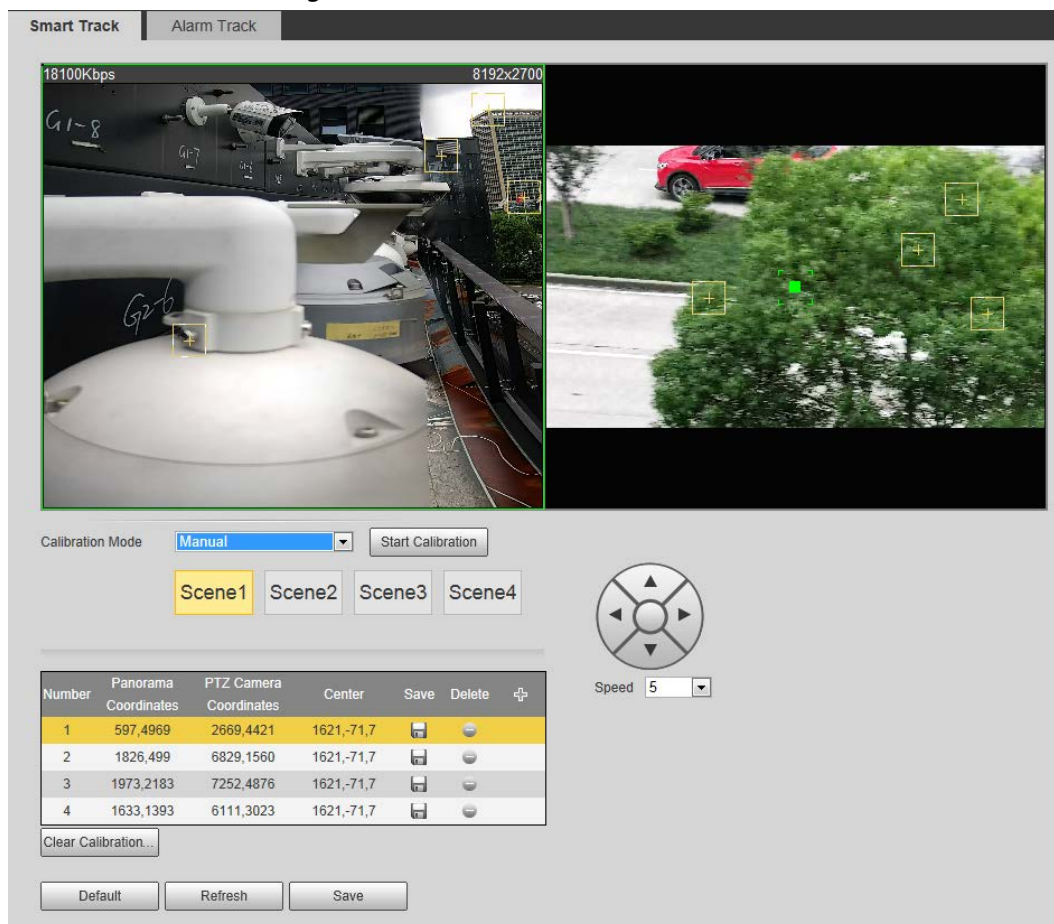 Smart Track Alarm Track
18100Kbps 8192x2700
G1-8
G1-7
G2-6
Calibration Mode Manual Start Calibration
Scene1 Scene2 Scene3 Scene4
Number Panorama Coordinates PTZ Camera Coordinates Center Save Delete
1 597,4969 2669,4421 1621,-71,7
2 1826,499 6829,1560 1621,-71,7
3 1973,2183 7252,4876 1621,-71,7
4 1633,1393 6111,3023 1621,-71,7
Speed 5
Clear Calibration...
Default Refresh Save